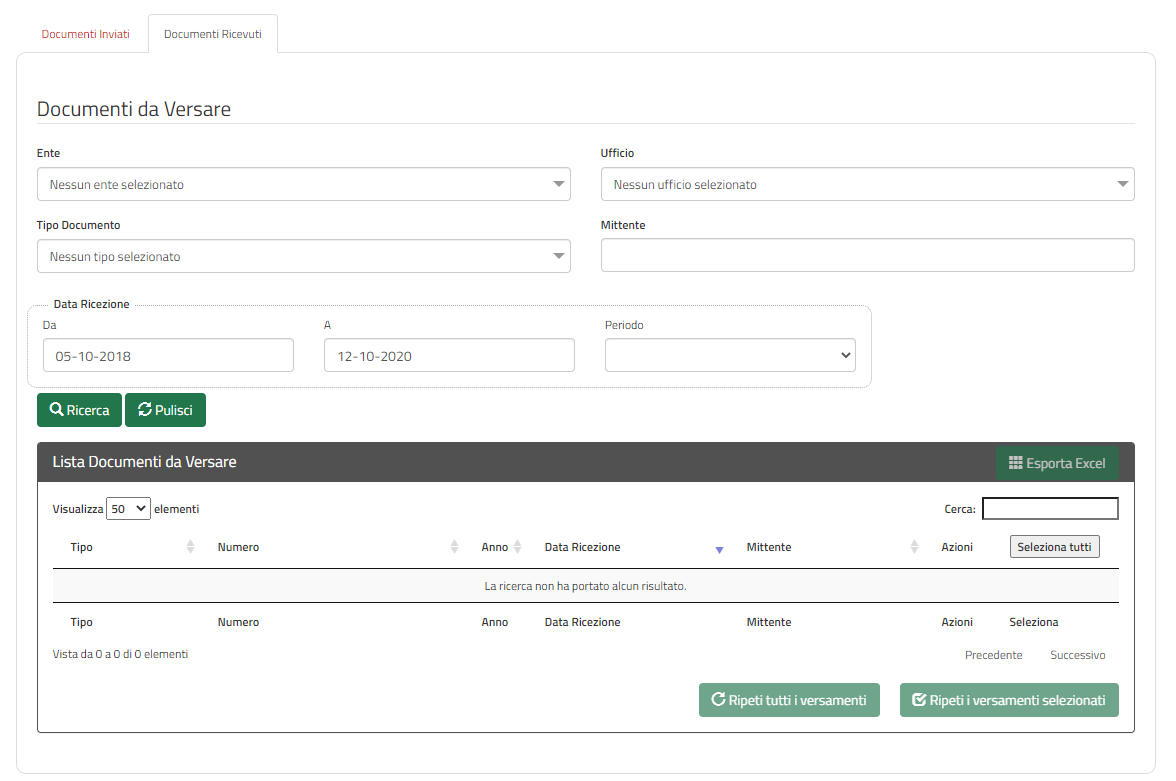 Documenti Inviati Documenti Ricevuti
Documenti da Versare
Ente Ufficio
Nessun ente selezionato Nessun ufficio selezionato
Tipo Documento Mittente
Nessun tipo selezionato
Data Ricezione
Da A Periodo
05-10-2018 12-10-2020
Ricerca Pulisci
Lista Documenti da Versare Esporta Excel
Visualizza 50 elementi Cerca:
Tipo Numero Anno Data Ricezione Mittente Azioni Seleziona tutti
La ricerca non ha portato alcun risultato.
Tipo Numero Anno Data Ricezione Mittente Azioni Seleziona
Vista da 0 a 0 di 0 elementi Precedente Successivo
Ripeti tutti i versamenti Ripeti i versamenti selezionati